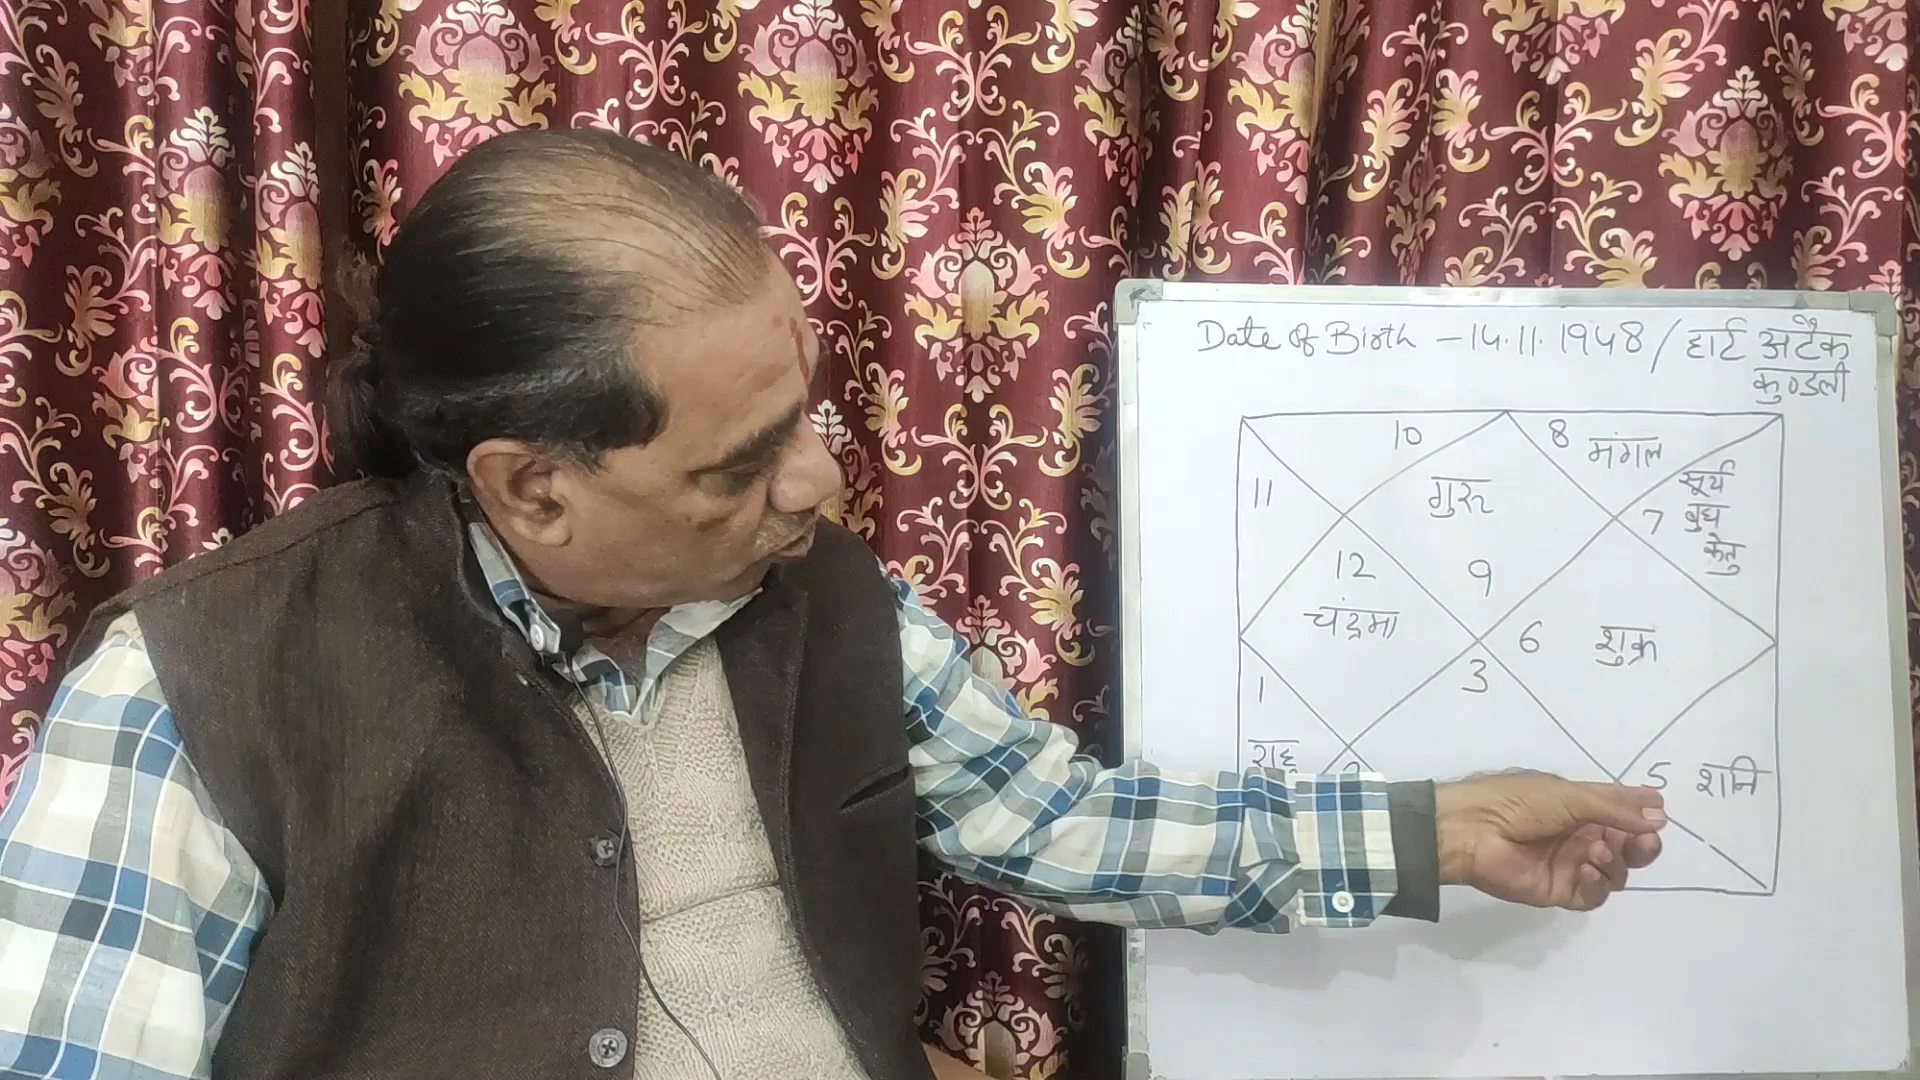 Date of Birth - 14.11.1948 / हार्ट अटैक
कुण्डली
10
8 मंगल
11
गुरु
7
सूर्य
बुध
केतु
12
चंद्रमा
9
6 शुक्र
3
1
राहु
5 शनि